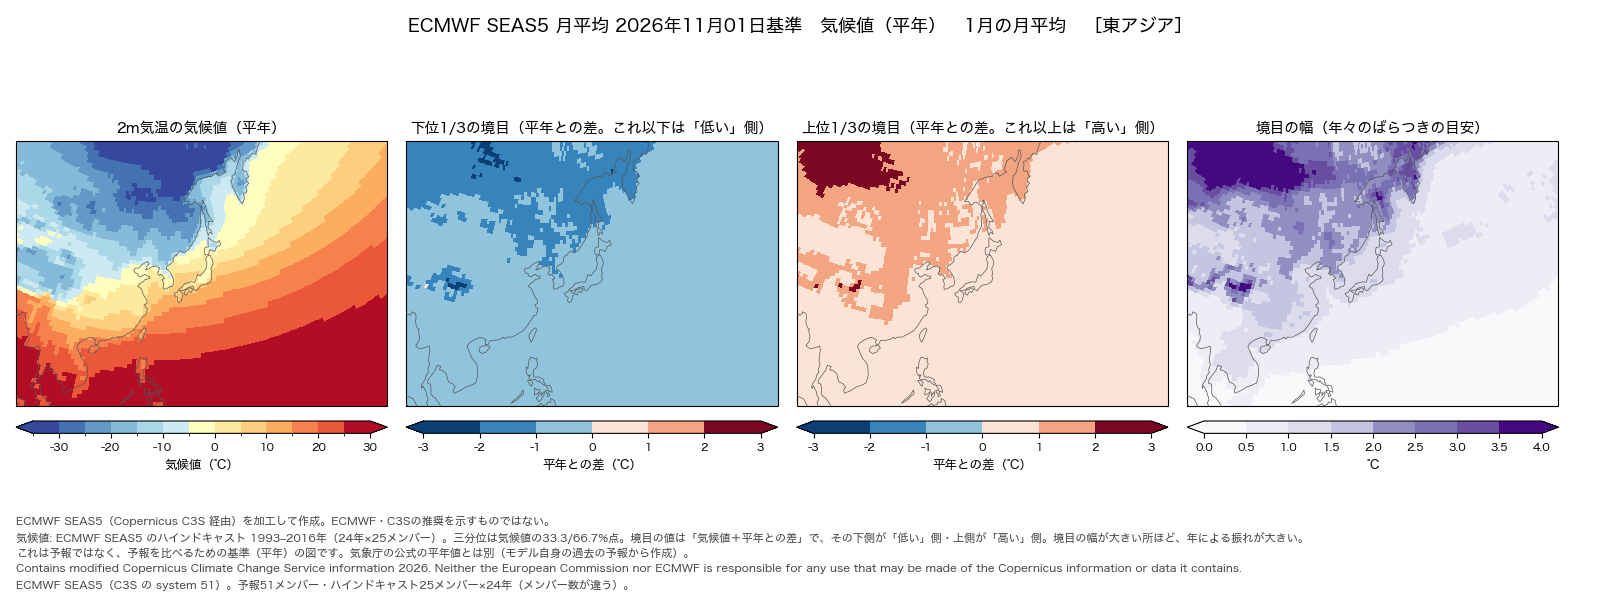 ECMWF SEAS5 月平均 2026年11月01日基準　気候値（平年）　1月の月平均　［東アジア］
2m気温の気候値（平年）
下位1/3の境目（平年との差。これ以下は「低い」側）
上位1/3の境目（平年との差。これ以上は「高い」側）
境目の幅（年々のばらつきの目安）
-30 -20 -10 0 10 20 30
気候値（℃）
-3 -2 -1 0 1 2 3
平年との差（℃）
-3 -2 -1 0 1 2 3
平年との差（℃）
0.0 0.5 1.0 1.5 2.0 2.5 3.0 3.5 4.0
℃
ECMWF SEAS5（Copernicus C3S 経由）を加工して作成。ECMWF・C3Sの推奨を示すものではない。
気候値: ECMWF SEAS5 のハインドキャスト 1993–2016年（24年×25メンバー）。三分位は気候値の33.3/66.7%点。境目の値は「気候値＋平年との差」で、その下側が「低い」側・上側が「高い」側。境目の幅が大きい所ほど、年による振れが大きい。
これは予報ではなく、予報を比べるための基準（平年）の図です。気象庁の公式の平年値とは別（モデル自身の過去の予報から作成）。
Contains modified Copernicus Climate Change Service information 2026. Neither the European Commission nor ECMWF is responsible for any use that may be made of the Copernicus information or data it contains.
ECMWF SEAS5（C3S の system 51）。予報51メンバー・ハインドキャスト25メンバー×24年（メンバー数が違う）。